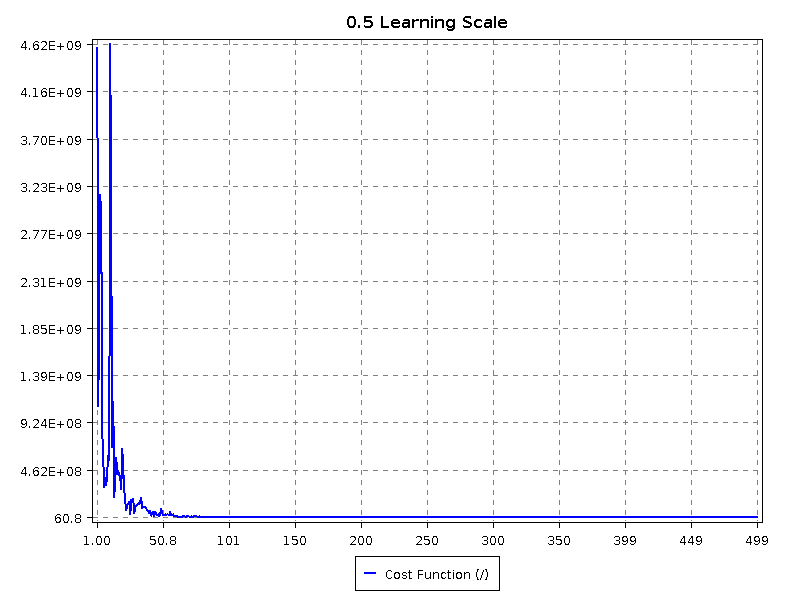 0.5 Learning Scale
4.62E+09
4.16E+09
3.70E+09
3.23E+09
2.77E+09
2.31E+09
1.85E+09
1.39E+09
9.24E+08
4.62E+08
60.8
1.00 50.8 101 150 200 250 300 350 399 449 499
Cost Function (/)